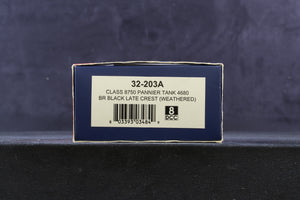 32-203A
CLASS 8750 PANNIER TANK 4680
BR BLACK LATE CREST (WEATHERED)
8
DCC